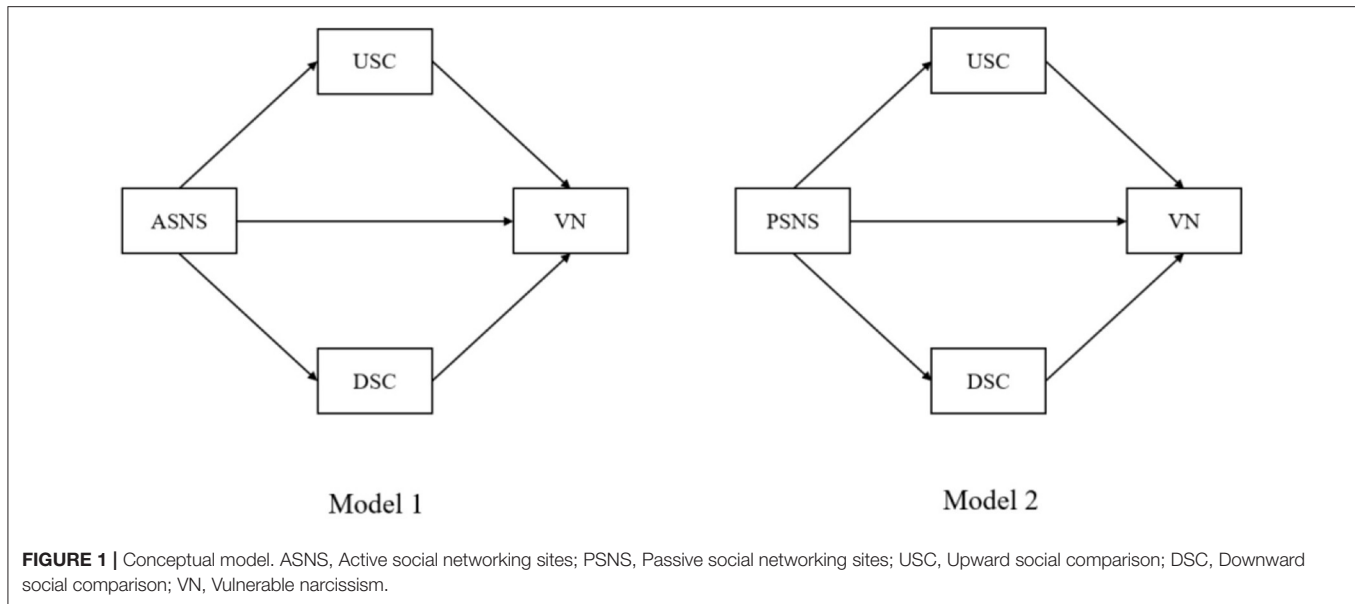 USC
ASNS
VN
DSC
Model 1
USC
PSNS
VN
DSC
Model 2
FIGURE 1 | Conceptual model. ASNS, Active social networking sites; PSNS, Passive social networking sites; USC, Upward social comparison; DSC, Downward
social comparison; VN, Vulnerable narcissism.